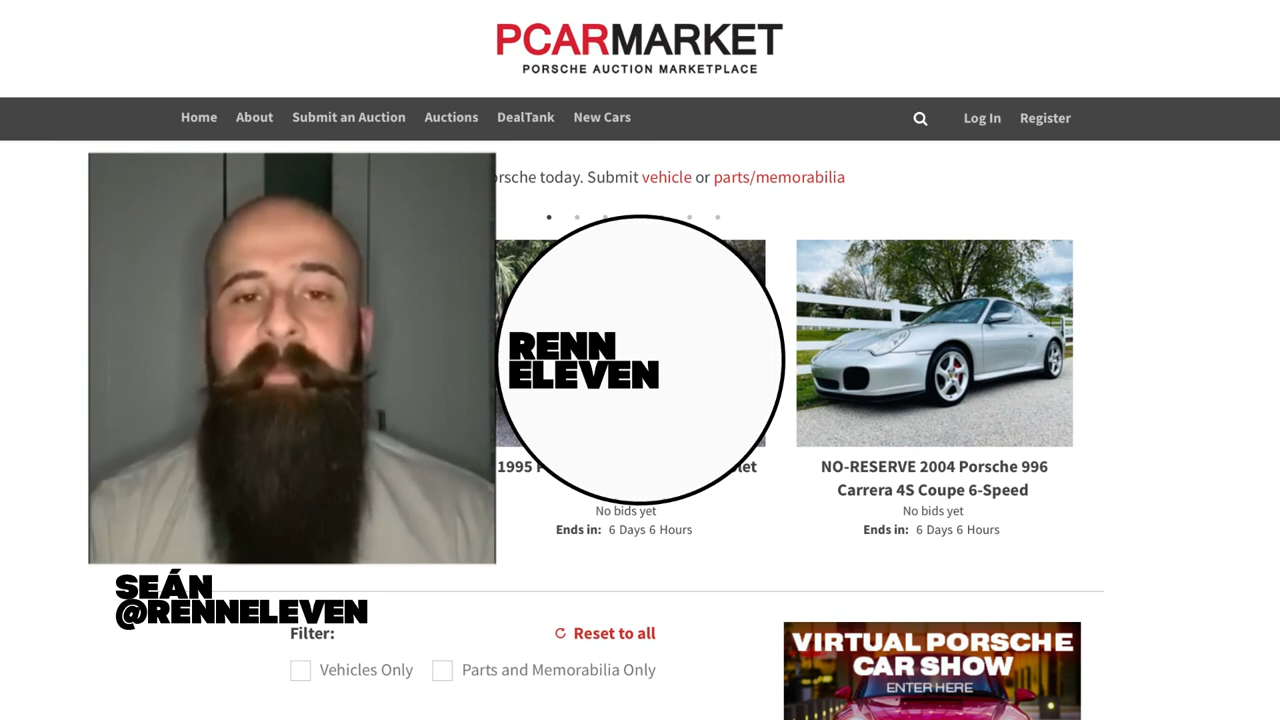 PCARMARKET
PORSCHE AUCTION MARKETPLACE
Home About Submit an Auction Auctions DealTank New Cars Log In Register
today. Submit vehicle or parts/memorabilia
RENN
ELEVEN
1995
No bids yet
Ends in: 6 Days 6 Hours
NO-RESERVE 2004 Porsche 996
Carrera 4S Coupe 6-Speed
No bids yet
Ends in: 6 Days 6 Hours
SEÁN
@RENNELEVEN
Filter: Reset to all
Vehicles Only Parts and Memorabilia Only
VIRTUAL PORSCHE
CAR SHOW
ENTER HERE